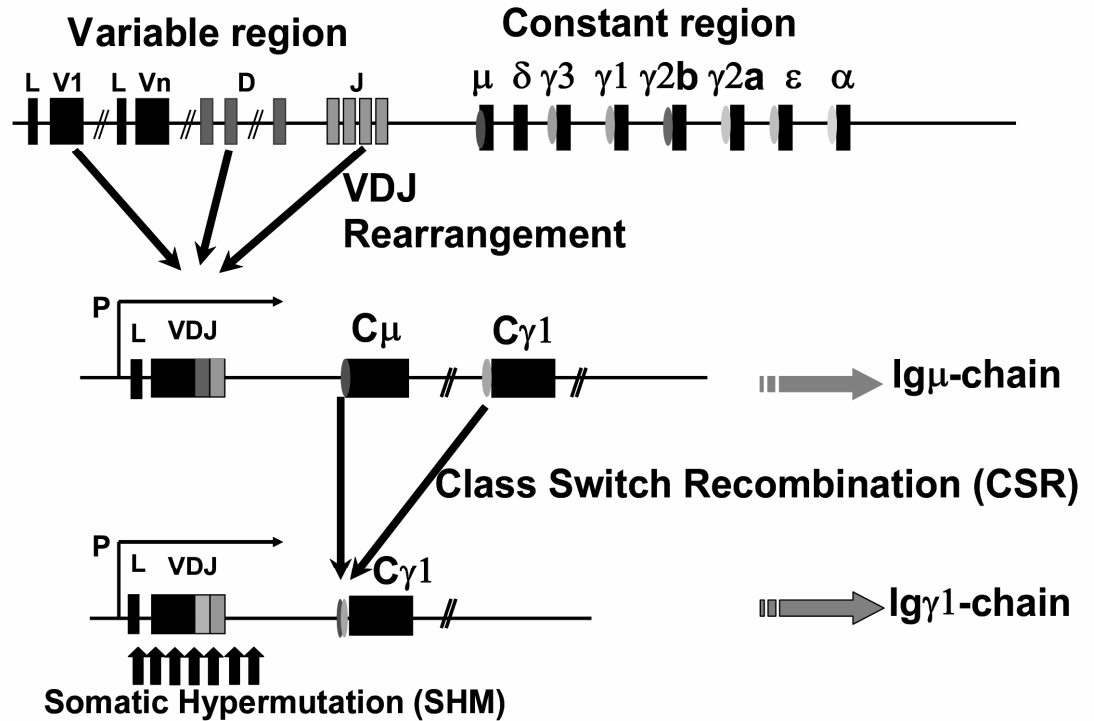 Variable region
Constant region
L V1 L Vn D J
μ δ γ3 γ1 γ2b γ2a ε α
VDJ
Rearrangement
P
L VDJ Cμ Cγ1
Igμ-chain
Class Switch Recombination (CSR)
P
L VDJ Cγ1
Igγ1-chain
Somatic Hypermutation (SHM)